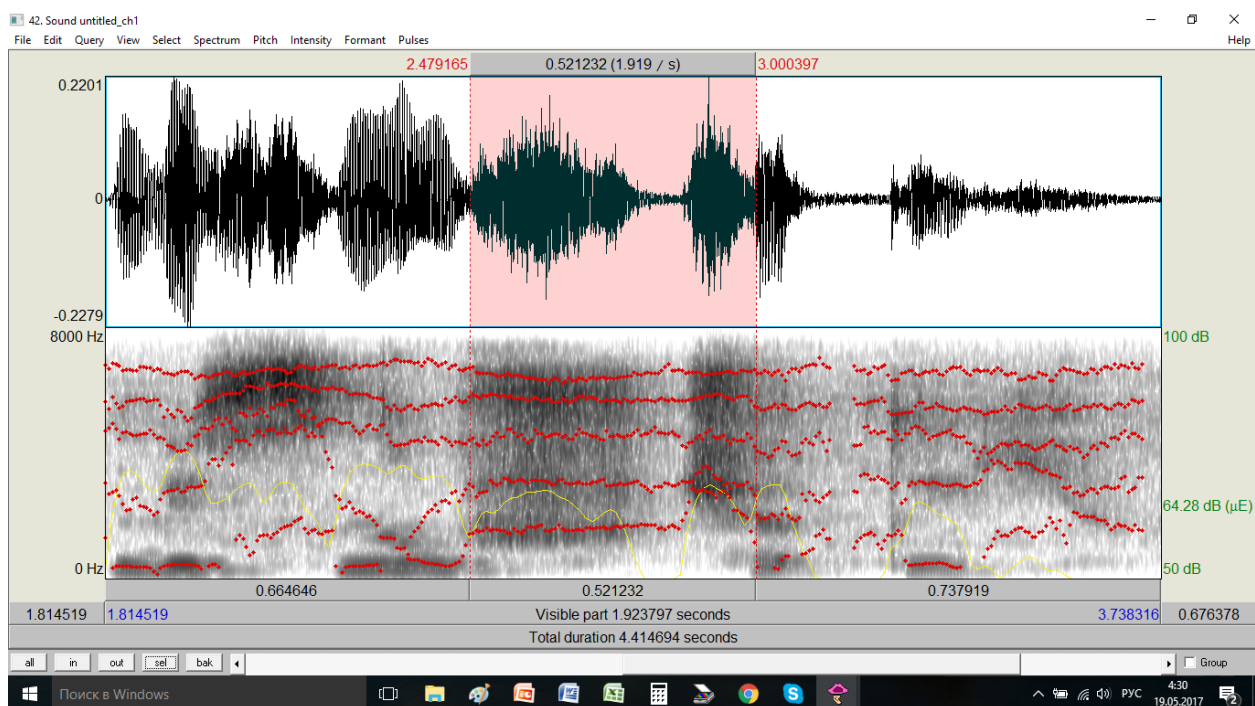 42. Sound untitled_ch1
File Edit Query View Select Spectrum Pitch Intensity Formant Pulses Help
2.479165 0.521232 (1.919 / s) 3.000397
0.2201
0
-0.2279
8000 Hz 100 dB
64.28 dB (µE)
0 Hz 50 dB
0.664646 0.521232 0.737919
1.814519 1.814519 Visible part 1.923797 seconds 3.738316 0.676378
Total duration 4.414694 seconds
all in out sel bak Group
Поиск в Windows РУС 4:30
19.05.2017 2